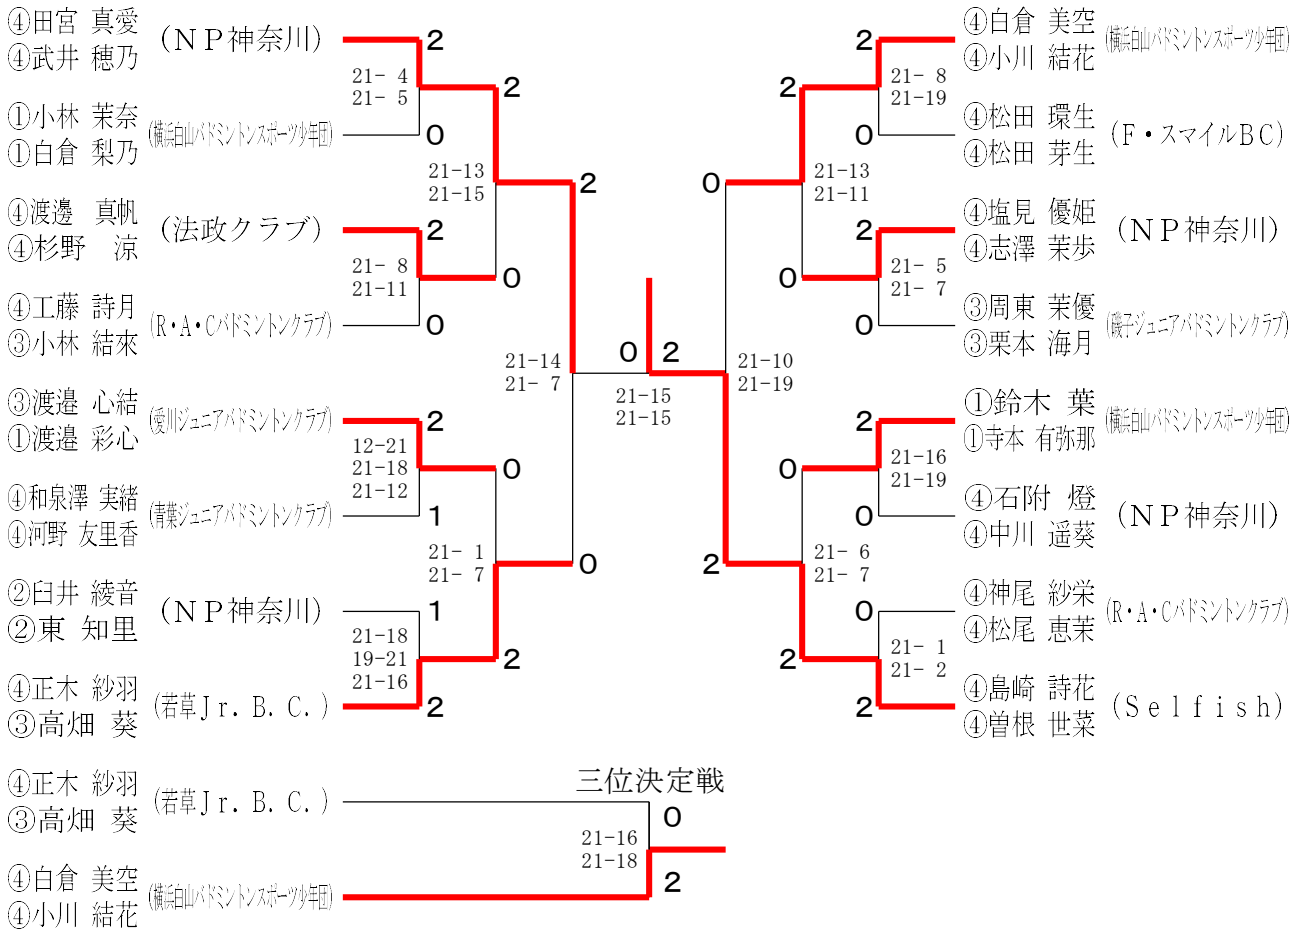 ④田宮 真愛
④武井 穂乃
(ＮＰ神奈川)
2
21- 4
21- 5
①小林 茉奈
①白倉 梨乃
(横浜白山バドミントンスポーツ少年団)
0
2
21-13
21-15
④渡邊 真帆
④杉野 涼
(法政クラブ)
2
21- 8
21-11
④工藤 詩月
③小林 結來
(R・A・Cバドミントンクラブ)
0
0
2
21-14
21- 7
③渡邉 心結
①渡邉 彩心
(愛川ジュニアバドミントンクラブ)
2
12-21
21-18
21-12
④和泉澤 実緒
④河野 友里香
(青葉ジュニアバドミントンクラブ)
1
0
21- 1
21- 7
②臼井 綾音
②東 知里
(ＮＰ神奈川)
1
21-18
19-21
21-16
④正木 紗羽
③高畑 葵
(若草Ｊｒ．Ｂ．Ｃ．)
2
2
0
0 2
21-15
21-15
④白倉 美空
④小川 結花
(横浜白山バドミントンスポーツ少年団)
2
21- 8
21-19
④松田 環生
④松田 芽生
(Ｆ・スマイルＢＣ)
0
2
21-13
21-11
④塩見 優姫
④志澤 茉歩
(ＮＰ神奈川)
2
21- 5
21- 7
③周東 茉優
③栗本 海月
(磯子ジュニアバドミントンクラブ)
0
0
0
21-10
21-19
①鈴木 葉
①寺本 有弥那
(横浜白山バドミントンスポーツ少年団)
2
21-16
21-19
④石附 燈
④中川 遥葵
(ＮＰ神奈川)
0
0
21- 6
21- 7
④神尾 紗栄
④松尾 恵茉
(R・A・Cバドミントンクラブ)
0
21- 1
21- 2
④島崎 詩花
④曽根 世菜
(Ｓｅｌｆｉｓｈ)
2
2
2
三位決定戦
④正木 紗羽
③高畑 葵
(若草Ｊｒ．Ｂ．Ｃ．)
0
21-16
21-18
④白倉 美空
④小川 結花
(横浜白山バドミントンスポーツ少年団)
2